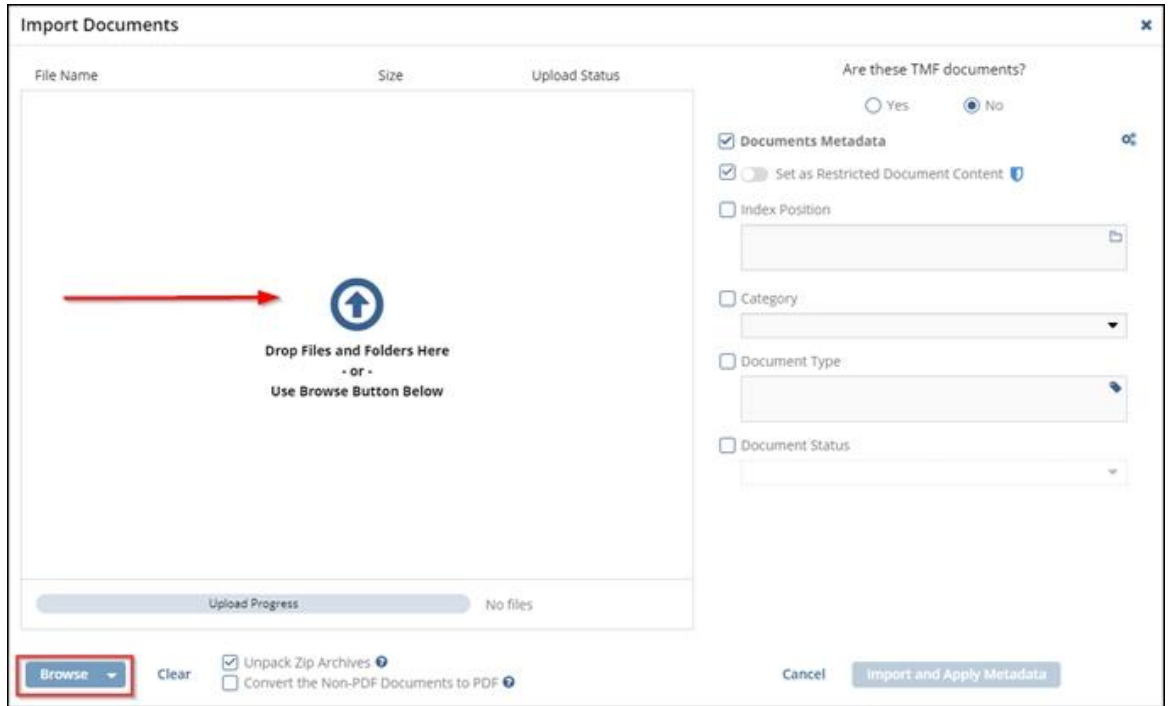 Import Documents
File Name Size Upload Status
Are these TMF documents?
Yes No
Documents Metadata
Set as Restricted Document Content
Index Position
Category
Document Type
Document Status
Drop Files and Folders Here
- or -
Use Browse Button Below
Upload Progress No files
Browse Clear
Unpack Zip Archives
Convert the Non-PDF Documents to PDF
Cancel Import and Apply Metadata